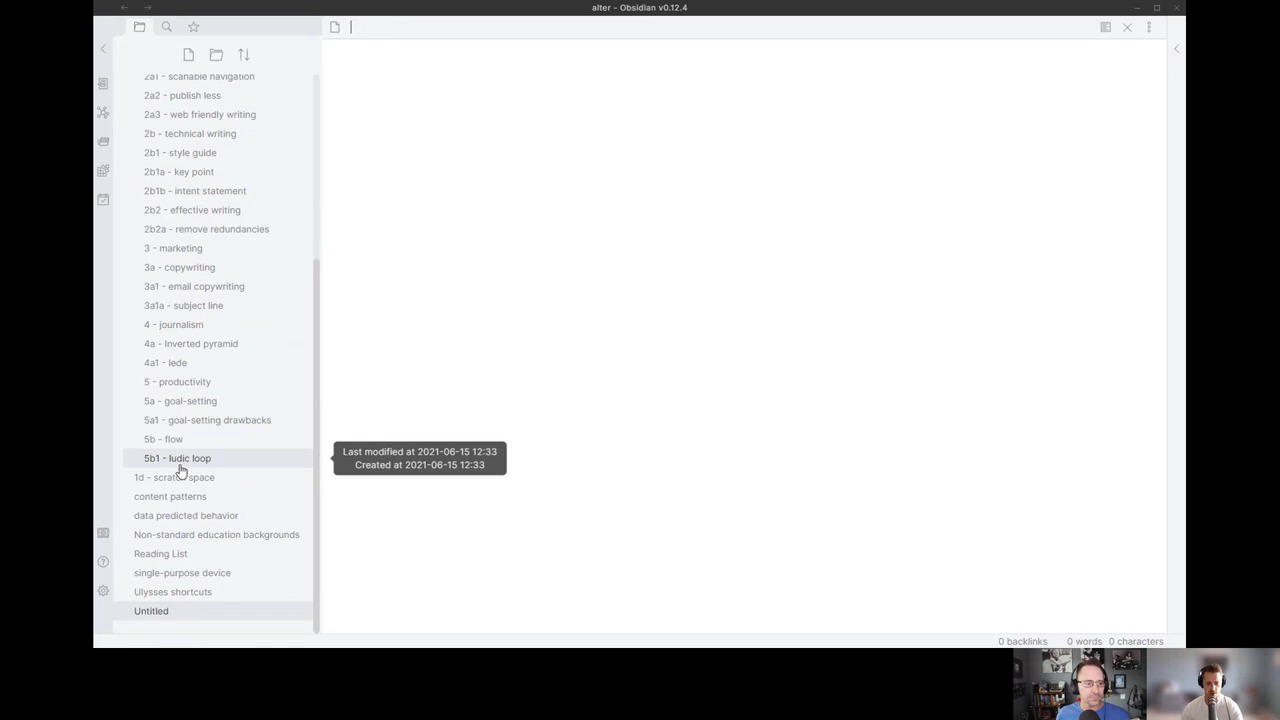 alter - Obsidian v0.12.4
2a1 - scanable navigation
2a2 - publish less
2a3 - web friendly writing
2b - technical writing
2b1 - style guide
2b1a - key point
2b1b - intent statement
2b2 - effective writing
2b2a - remove redundancies
3 - marketing
3a - copywriting
3a1 - email copywriting
3a1a - subject line
4 - journalism
4a - Inverted pyramid
4a1 - lede
5 - productivity
5a - goal-setting
5a1 - goal-setting drawbacks
5b - flow
5b1 - ludic loop
Last modified at 2021-06-15 12:33
Created at 2021-06-15 12:33
1d - scratch space
content patterns
data predicted behavior
Non-standard education backgrounds
Reading List
single-purpose device
Ulysses shortcuts
Untitled
0 backlinks 0 words 0 characters